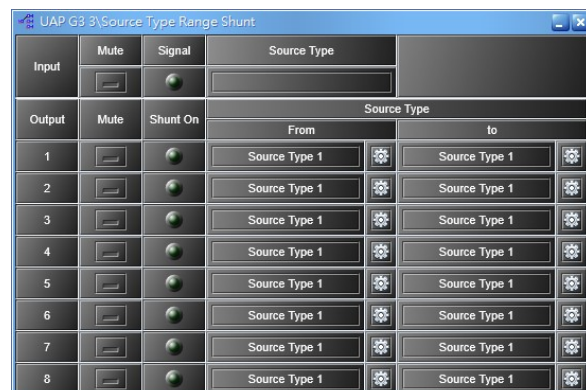 UAP G3 3\Source Type Range Shunt
Input Mute Signal Source Type
Output Mute Shunt On Source Type
From to
1 Source Type 1 Source Type 1
2 Source Type 1 Source Type 1
3 Source Type 1 Source Type 1
4 Source Type 1 Source Type 1
5 Source Type 1 Source Type 1
6 Source Type 1 Source Type 1
7 Source Type 1 Source Type 1
8 Source Type 1 Source Type 1